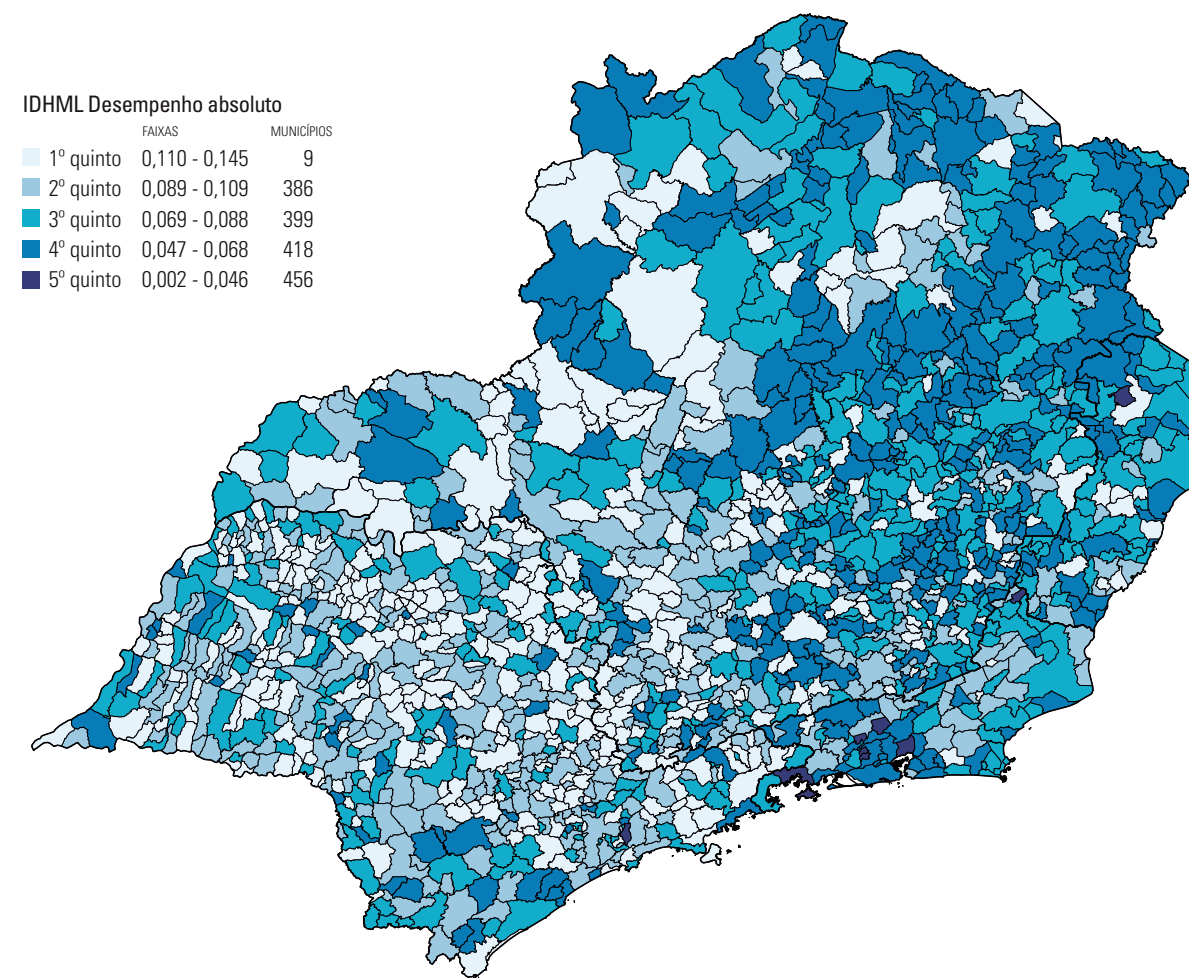 IDHML Desempenho absoluto
FAIXAS MUNICÍPIOS
1º quinto 0,110 - 0,145 9
2º quinto 0,089 - 0,109 386
3º quinto 0,069 - 0,088 399
4º quinto 0,047 - 0,068 418
5º quinto 0,002 - 0,046 456